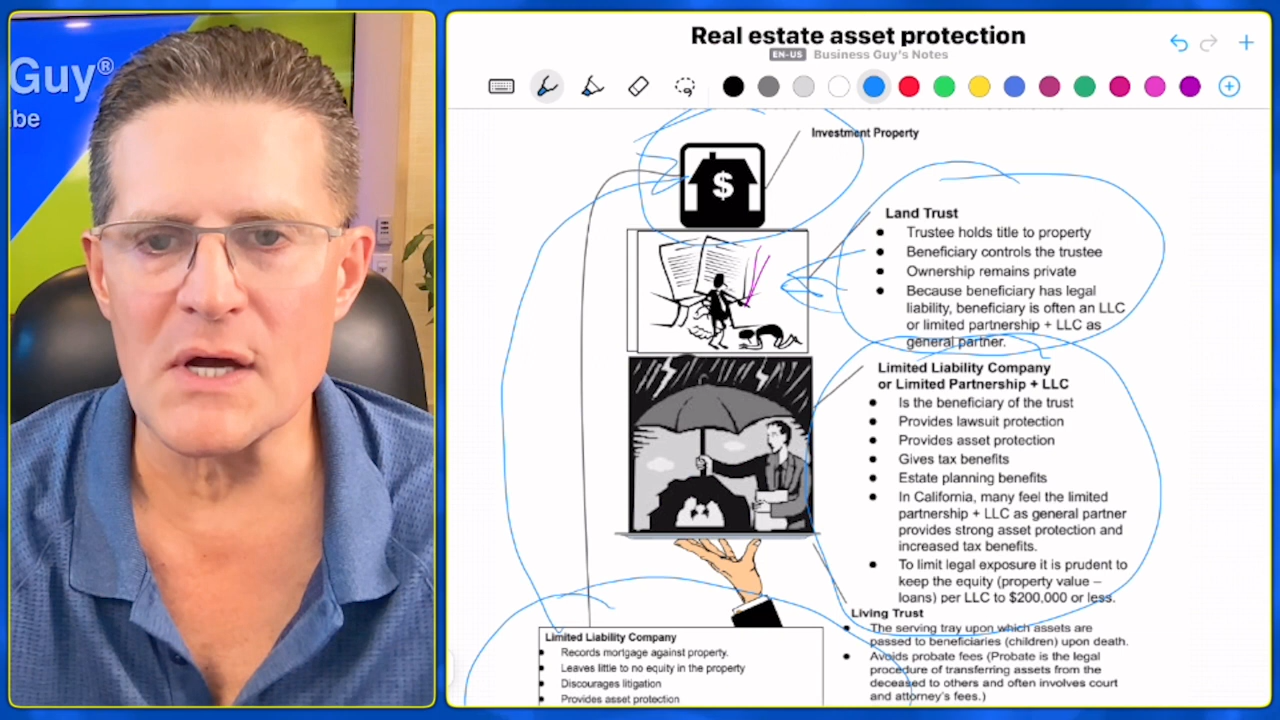 Guy®
be
Real estate asset protection
EN-US Business Guy's Notes
Investment Property
$
Land Trust
● Trustee holds title to property
● Beneficiary controls the trustee
● Ownership remains private
● Because beneficiary has legal
liability, beneficiary is often an LLC
or limited partnership + LLC as
general partner.
Limited Liability Company
or Limited Partnership + LLC
● Is the beneficiary of the trust
● Provides lawsuit protection
● Provides asset protection
● Gives tax benefits
● Estate planning benefits
● In California, many feel the limited
partnership + LLC as general partner
provides strong asset protection and
increased tax benefits.
● To limit legal exposure it is prudent to
keep the equity (property value –
loans) per LLC to $200,000 or less.
Living Trust
● The serving tray upon which assets are
passed to beneficiaries (children) upon death.
● Avoids probate fees (Probate is the legal
procedure of transferring assets from the
deceased to others and often involves court
and attorney's fees.)
Limited Liability Company
● Records mortgage against property.
● Leaves little to no equity in the property
● Discourages litigation
● Provides asset protection